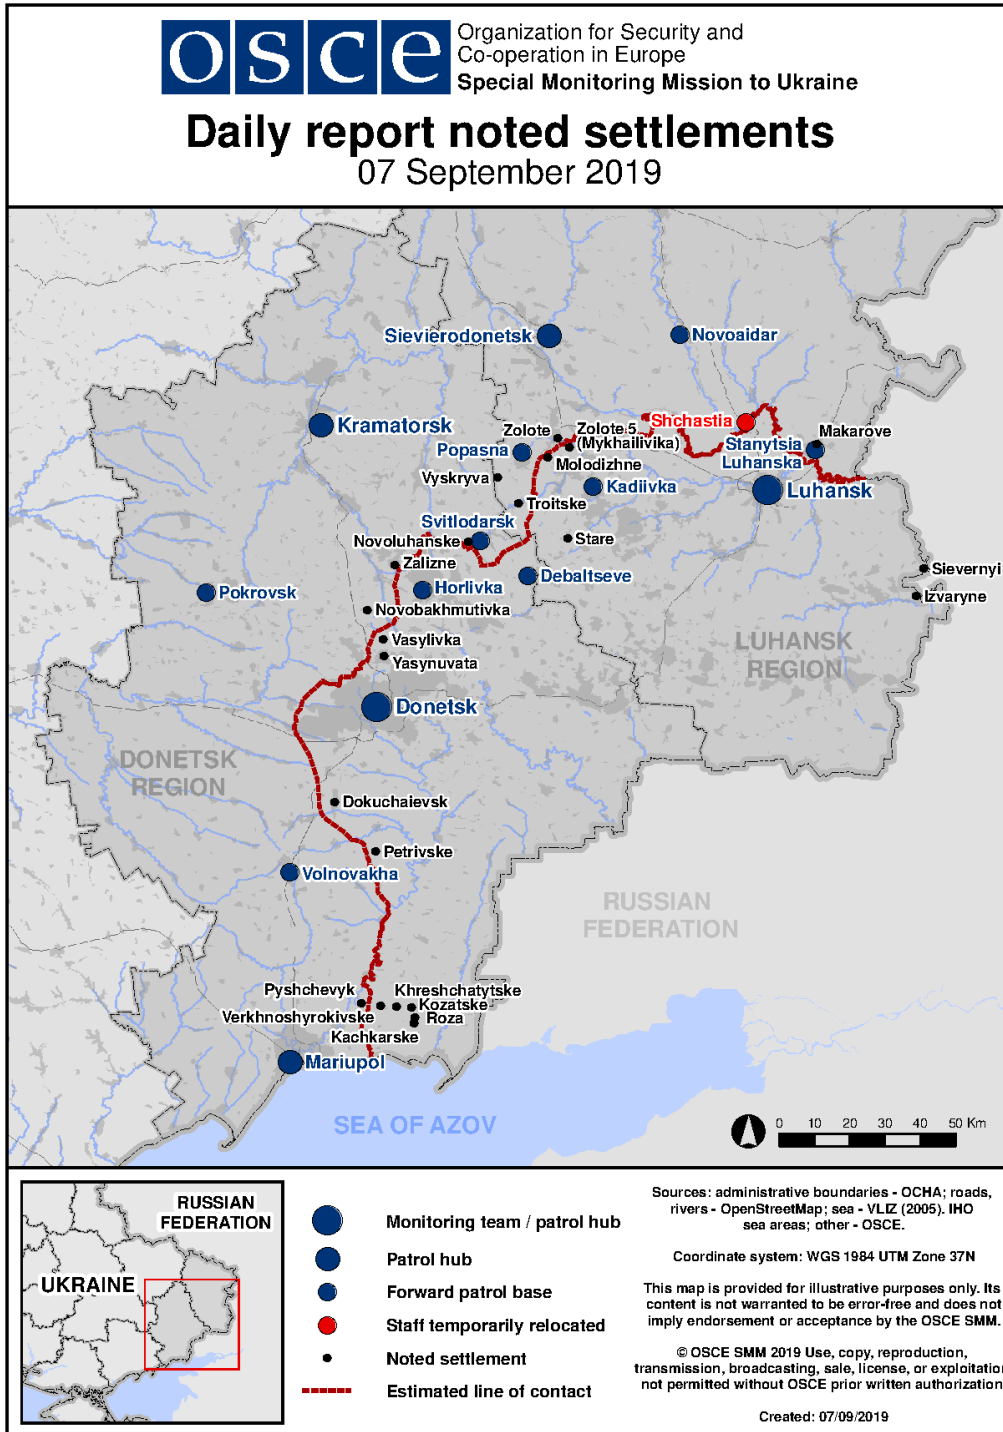 osce
Organization for Security and
Co-operation in Europe
Special Monitoring Mission to Ukraine
Daily report noted settlements
07 September 2019
Sievierodonetsk
Novoaidar
Kramatorsk
Shchastia
Zolote
Zolote 5
(Mykhailivika)
Makarove
Stanytsia
Luhanska
Popasna
Molodizhne
Vyskryva
Kadiivka
Luhansk
Troitske
Svitlodarsk
Novoluhanske
Stare
Zalizne
Sievernyi
Debaltseve
Pokrovsk
Horlivka
Izvaryne
Novobakhmutivka
Vasylivka
LUHANSK
REGION
Yasynuvata
Donetsk
DONETSK
REGION
Dokuchaievsk
Petrivske
Volnovakha
RUSSIAN
FEDERATION
Pyshchevyk
Khreshchatytske
Kozatske
Verkhnoshyrokivske
Roza
Kachkarske
Mariupol
SEA OF AZOV
0 10 20 30 40 50 Km
RUSSIAN
FEDERATION
UKRAINE
Monitoring team / patrol hub
Patrol hub
Forward patrol base
Staff temporarily relocated
Noted settlement
Estimated line of contact
Sources: administrative boundaries - OCHA; roads,
rivers - OpenStreetMap; sea - VLIZ (2005). IHO
sea areas; other - OSCE.
Coordinate system: WGS 1984 UTM Zone 37N
This map is provided for illustrative purposes only. Its
content is not warranted to be error-free and does not
imply endorsement or acceptance by the OSCE SMM.
© OSCE SMM 2019 Use, copy, reproduction,
transmission, broadcasting, sale, license, or exploitation
not permitted without OSCE prior written authorization
Created: 07/09/2019